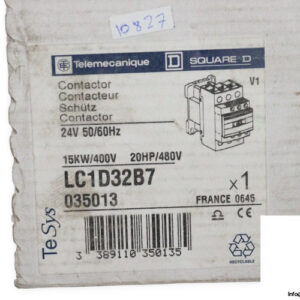 10827
Telemecanique SQUARE D
Contactor
Contacteur
Schütz
Contactor
24V 50/60Hz
V1
15KW/400V 20HP/480V
LC1D32B7
035013
x1
FRANCE 0645
TeSys
3 389110 350135
RECYCLABLE